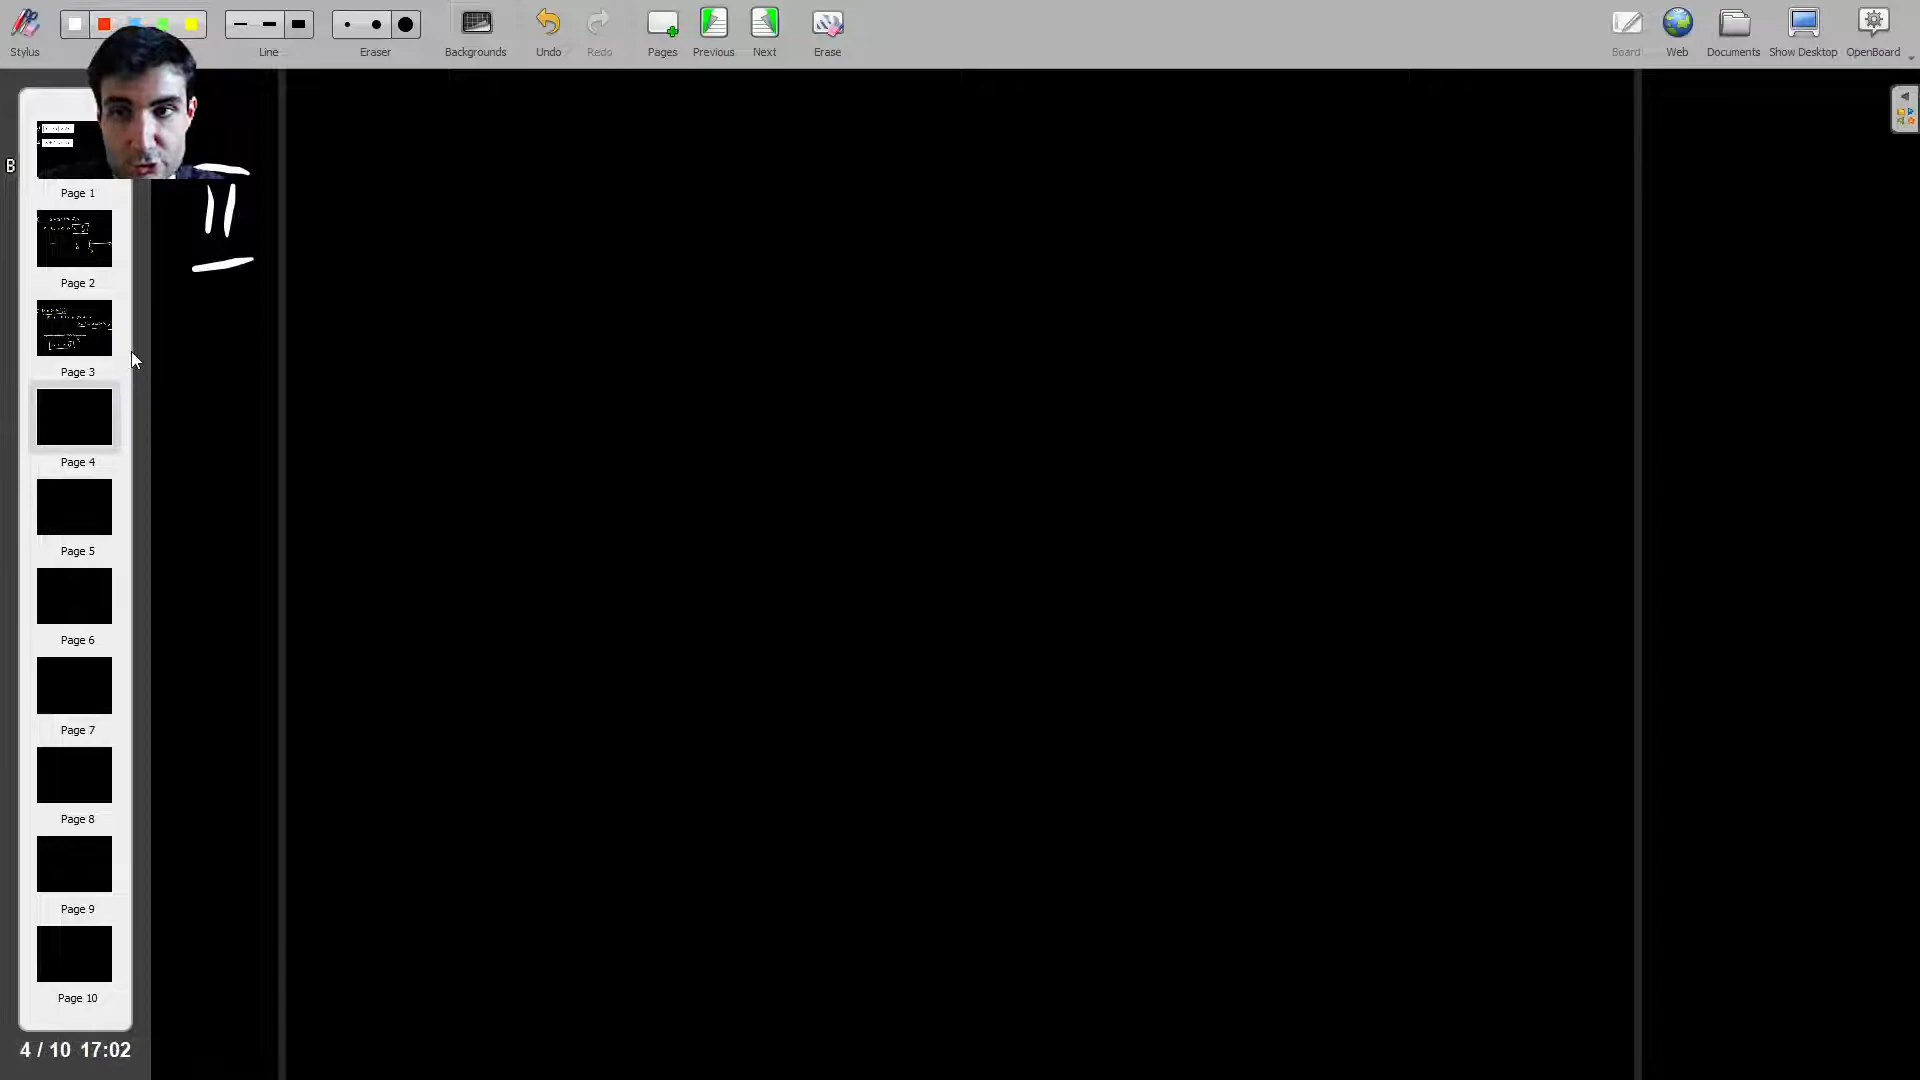 Stylus
Line
Eraser
Backgrounds
Undo
Redo
Pages
Previous
Next
Erase
Board
Web
Documents
Show Desktop
OpenBoard
B
II
Page 1
Page 2
Page 3
Page 4
Page 5
Page 6
Page 7
Page 8
Page 9
Page 10
4 / 10 17:02